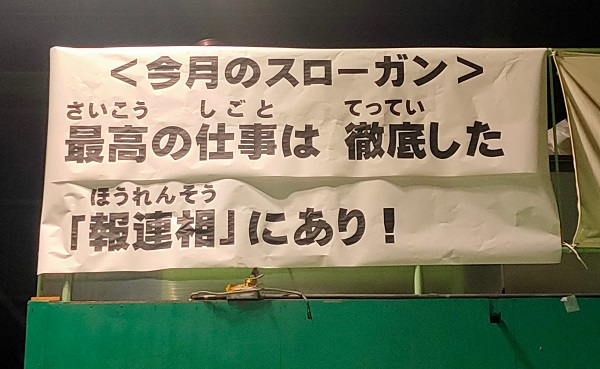 ＜今月のスローガン＞
さいこう しごと てってい
最高の仕事は 徹底した
ほうれんそう
「報連相」にあり！